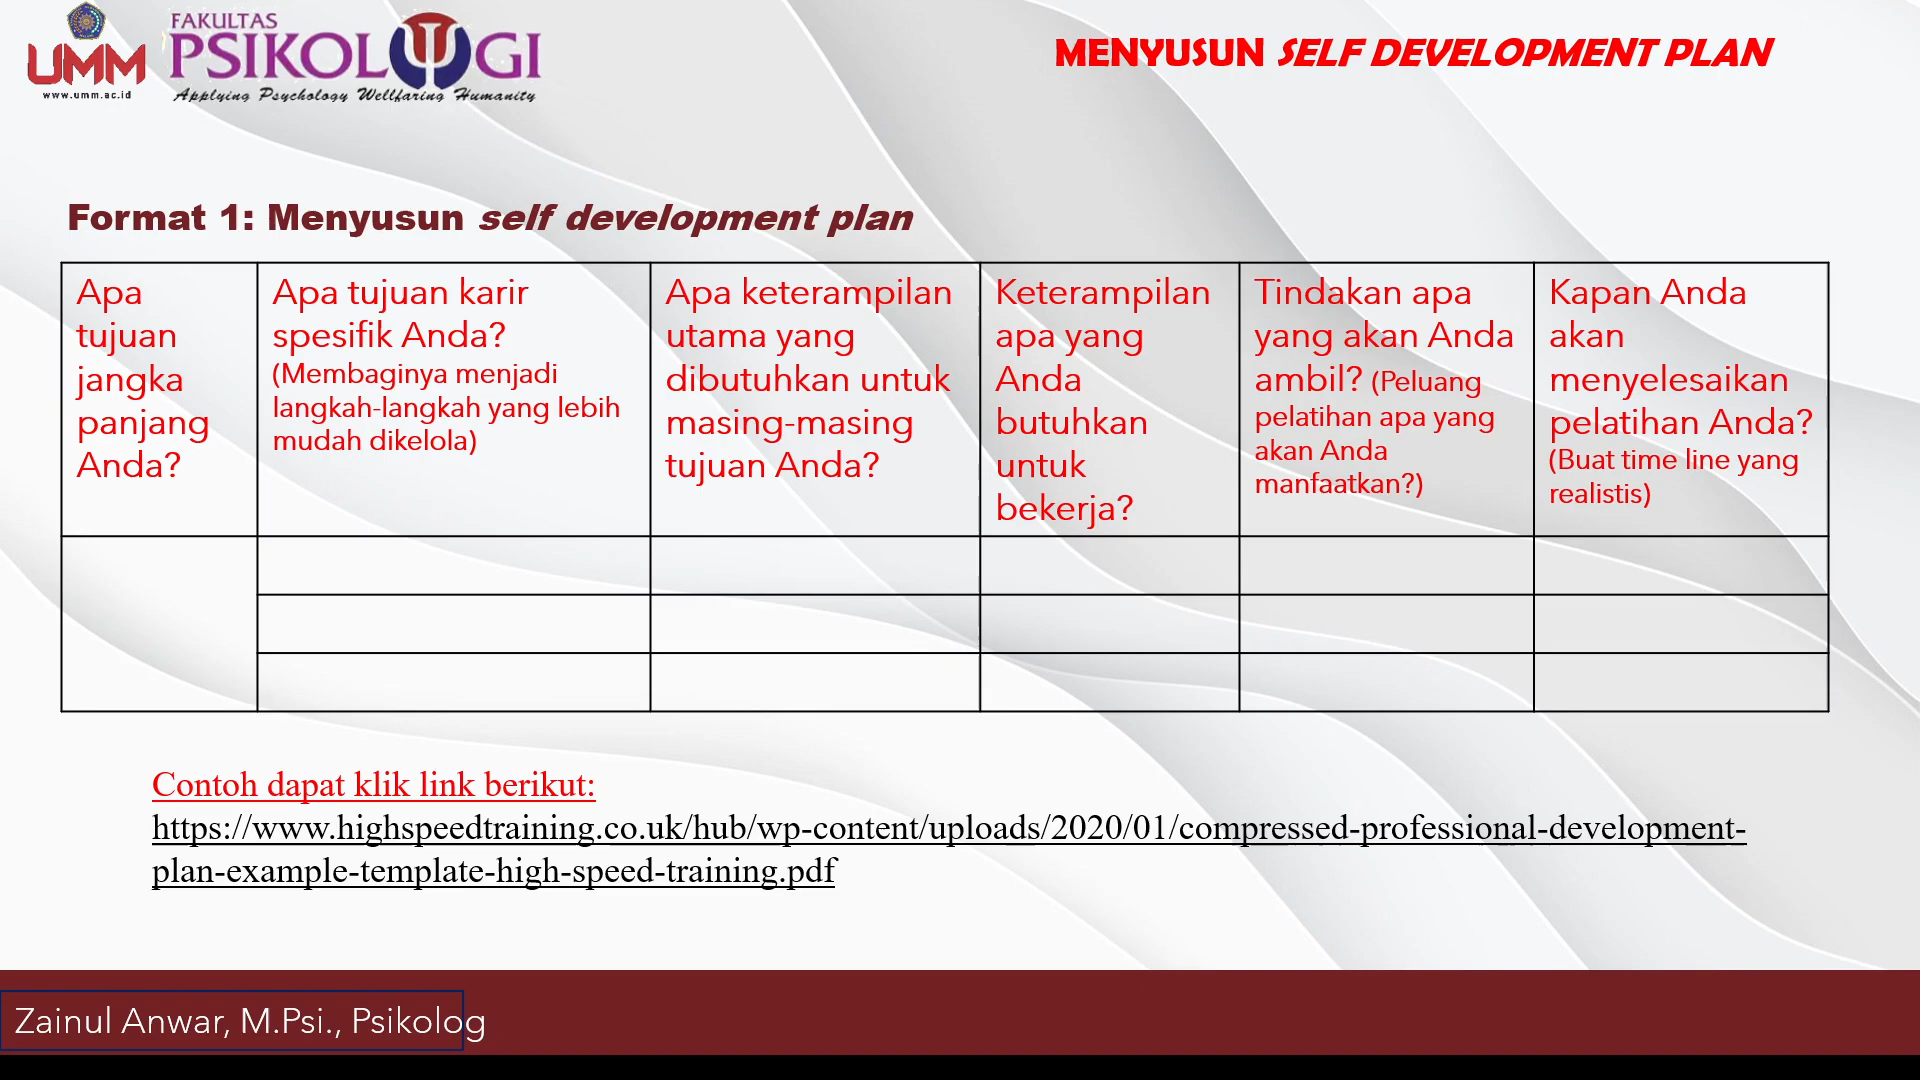 UMM
www.umm.ac.id
FAKULTAS
PSIKOLOGI
Applying Psychology Wellfaring Humanity
MENYUSUN SELF DEVELOPMENT PLAN
Format 1: Menyusun self development plan
Apa
tujuan
jangka
panjang
Anda?
Apa tujuan karir
spesifik Anda?
(Membaginya menjadi
langkah-langkah yang lebih
mudah dikelola)
Apa keterampilan
utama yang
dibutuhkan untuk
masing-masing
tujuan Anda?
Keterampilan
apa yang
Anda
butuhkan
untuk
bekerja?
Tindakan apa
yang akan Anda
ambil? (Peluang
pelatihan apa yang
akan Anda
manfaatkan?)
Kapan Anda
akan
menyelesaikan
pelatihan Anda?
(Buat time line yang
realistis)
Contoh dapat klik link berikut:
https://www.highspeedtraining.co.uk/hub/wp-content/uploads/2020/01/compressed-professional-development-
plan-example-template-high-speed-training.pdf
Zainul Anwar, M.Psi., Psikolog